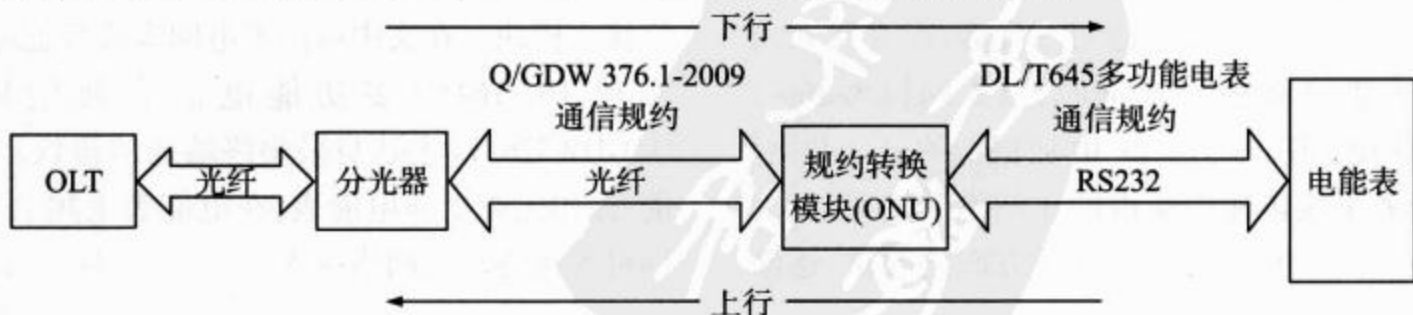 下行
Q/GDW 376.1-2009
通信规约
DL/T645多功能电表
通信规约
OLT
光纤
分光器
光纤
规约转换
模块(ONU)
RS232
电能表
上行